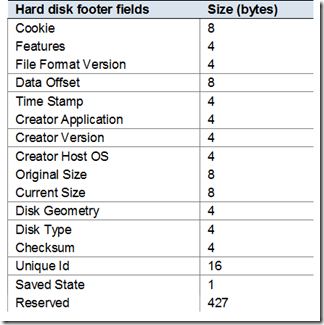 Hard disk footer fields Size (bytes)
Cookie 8
Features 4
File Format Version 4
Data Offset 8
Time Stamp 4
Creator Application 4
Creator Version 4
Creator Host OS 4
Original Size 8
Current Size 8
Disk Geometry 4
Disk Type 4
Checksum 4
Unique Id 16
Saved State 1
Reserved 427